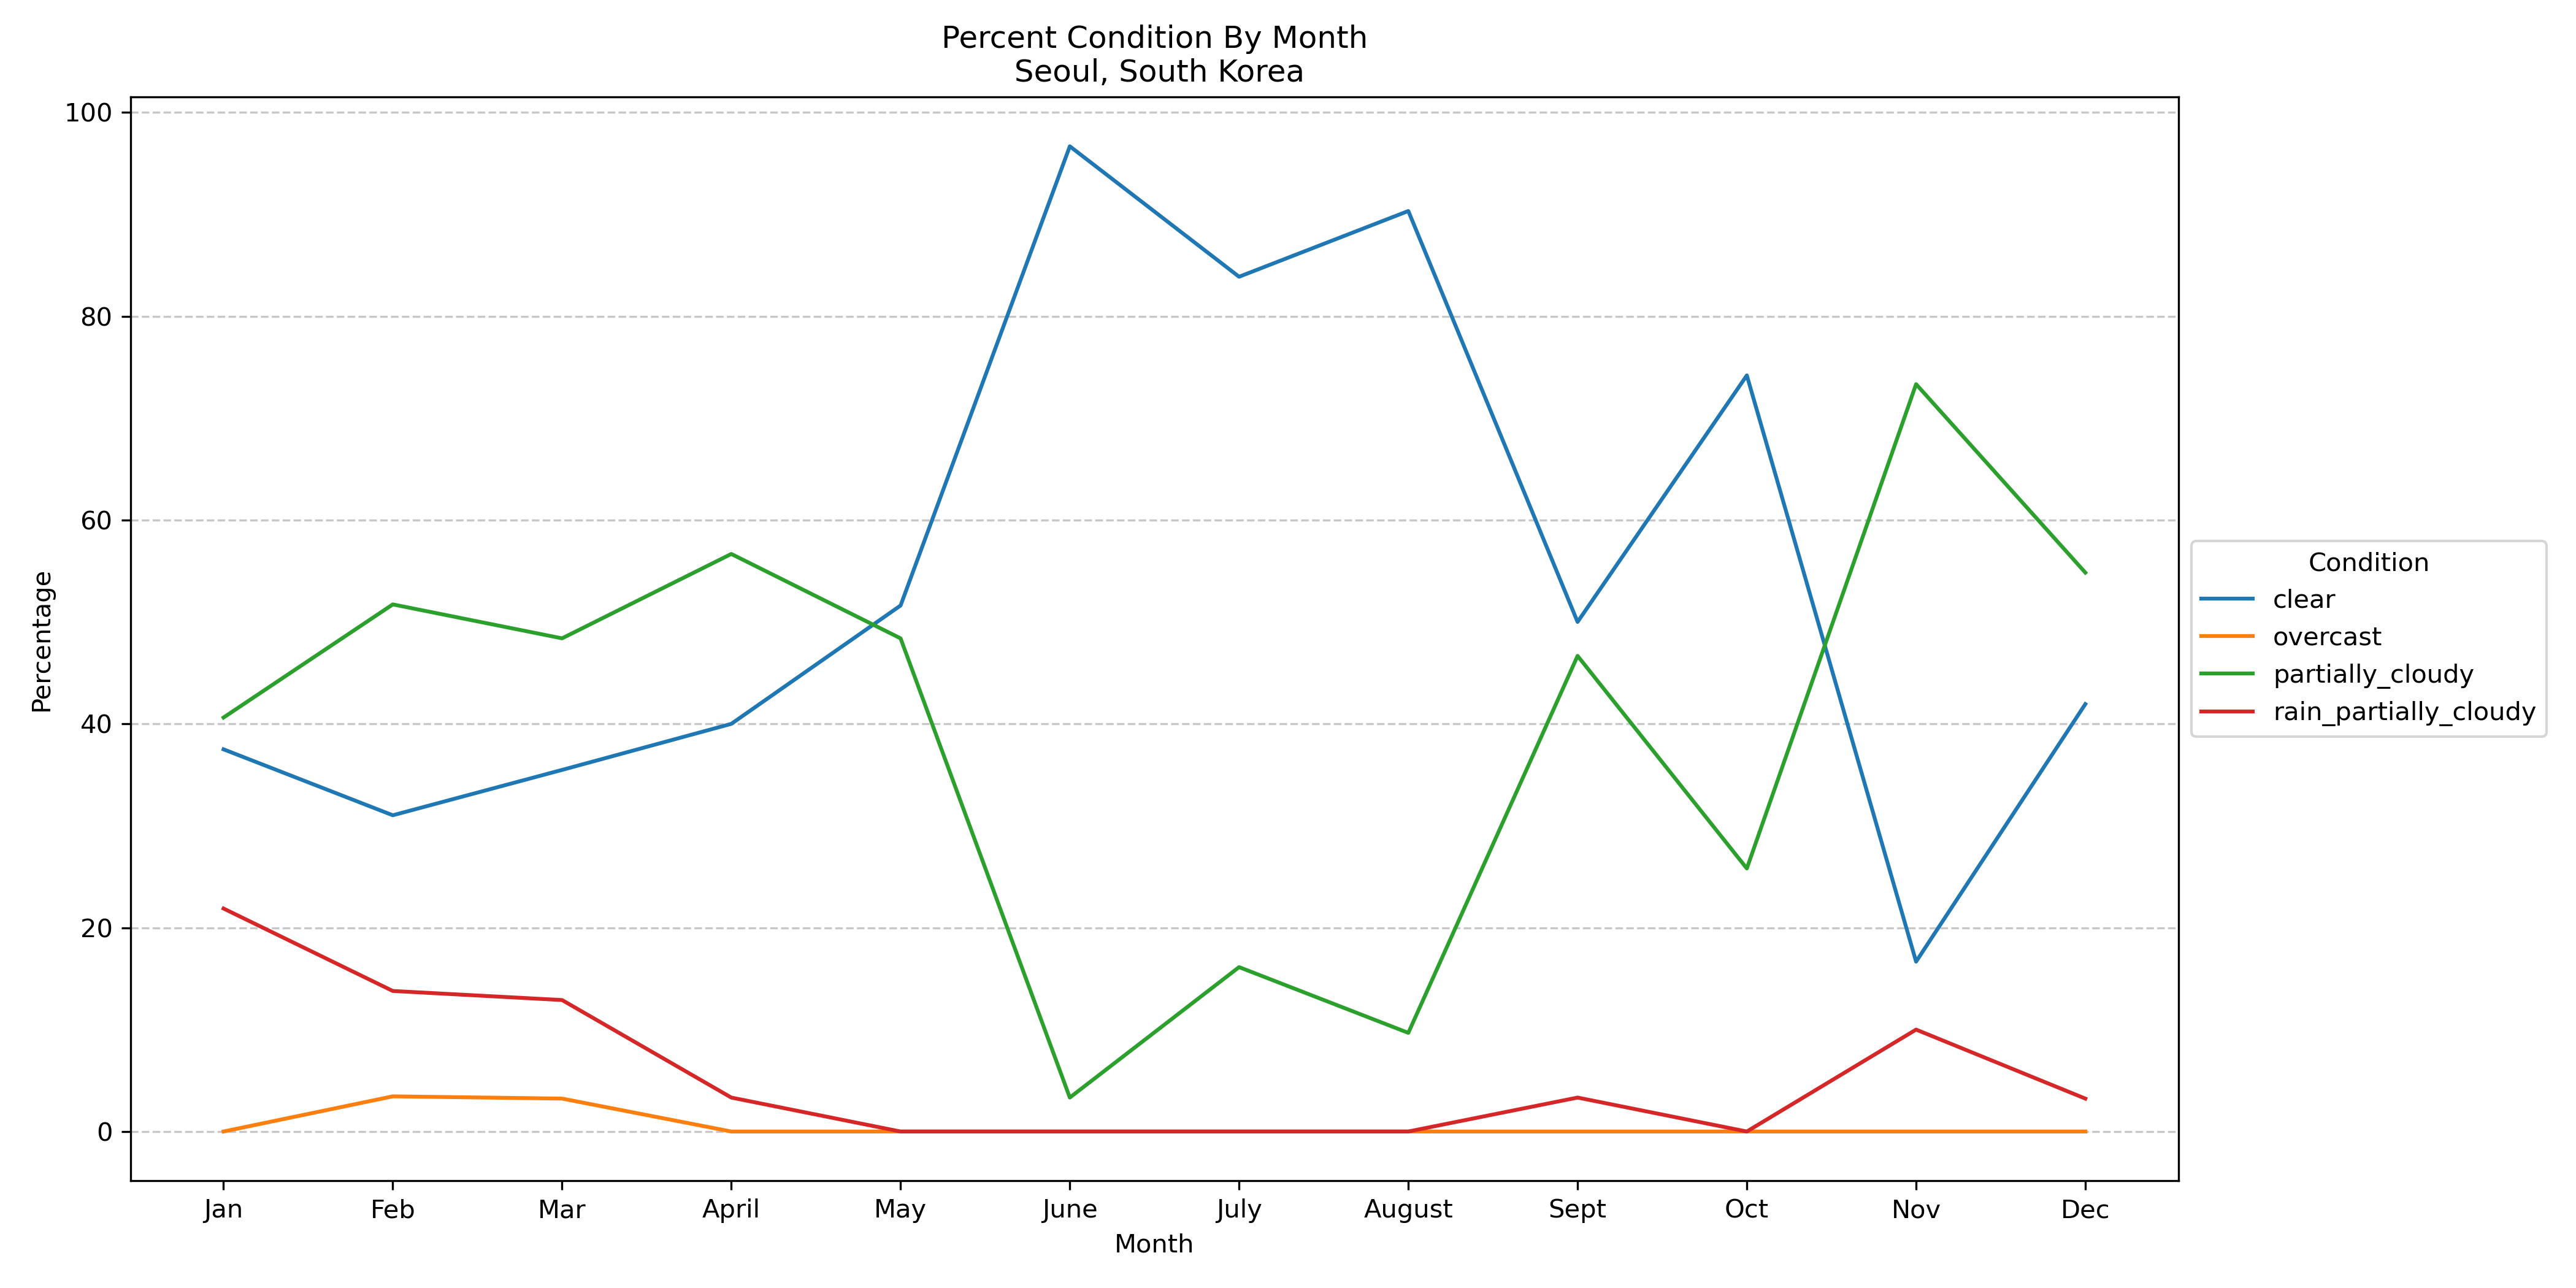 Percent Condition By Month
Seoul, South Korea
100
80
60
40
20
0
Percentage
Jan Feb Mar April May June July August Sept Oct Nov Dec
Month
Condition
clear
overcast
partially_cloudy
rain_partially_cloudy